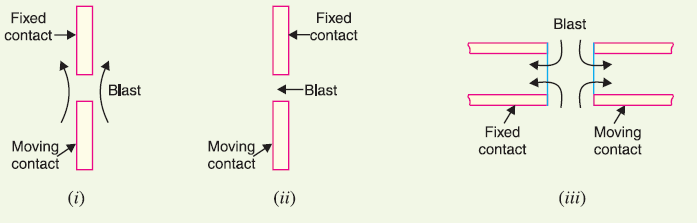 Fixed
contact
Blast
Moving
contact
(i)
Fixed
contact
Blast
Moving
contact
(ii)
Blast
Fixed
contact
Moving
contact
(iii)